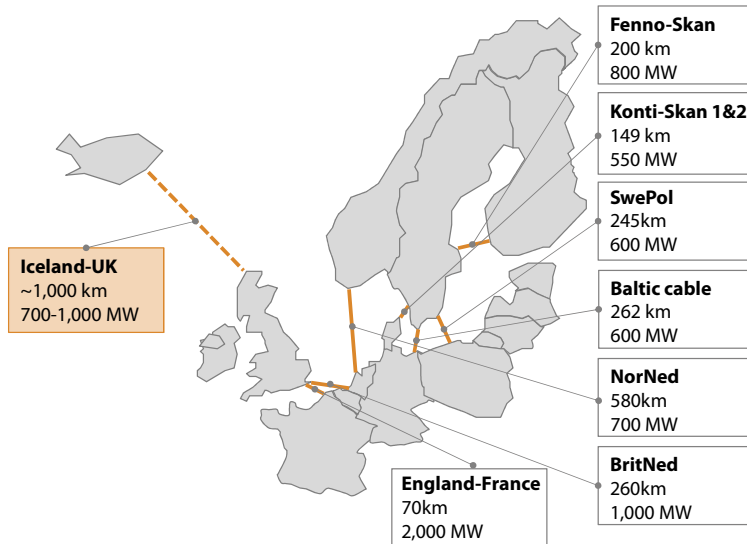 Fenno-Skan
200 km
800 MW
Konti-Skan 1&2
149 km
550 MW
SwePol
245km
600 MW
Iceland-UK
~1,000 km
700-1,000 MW
Baltic cable
262 km
600 MW
NorNed
580km
700 MW
BritNed
260km
1,000 MW
England-France
70km
2,000 MW